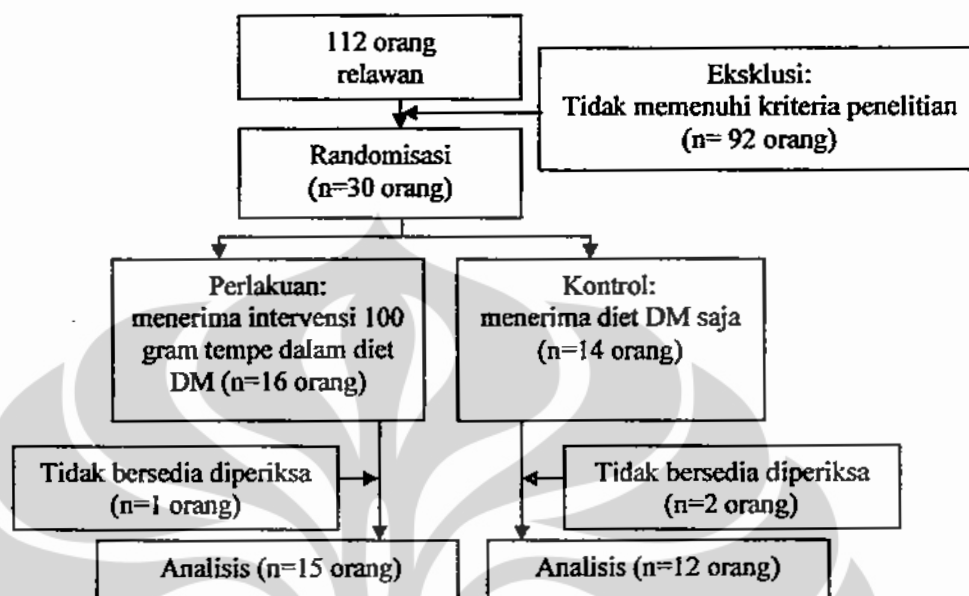 112 orang
relawan
Eksklusi:
Tidak memenuhi kriteria penelitian
(n= 92 orang)
Randomisasi
(n=30 orang)
Perlakuan:
menerima intervensi 100
gram tempe dalam diet
DM (n=16 orang)
Kontrol:
menerima diet DM saja
(n=14 orang)
Tidak bersedia diperiksa
(n=1 orang)
Tidak bersedia diperiksa
(n=2 orang)
Analisis (n=15 orang)
Analisis (n=12 orang)